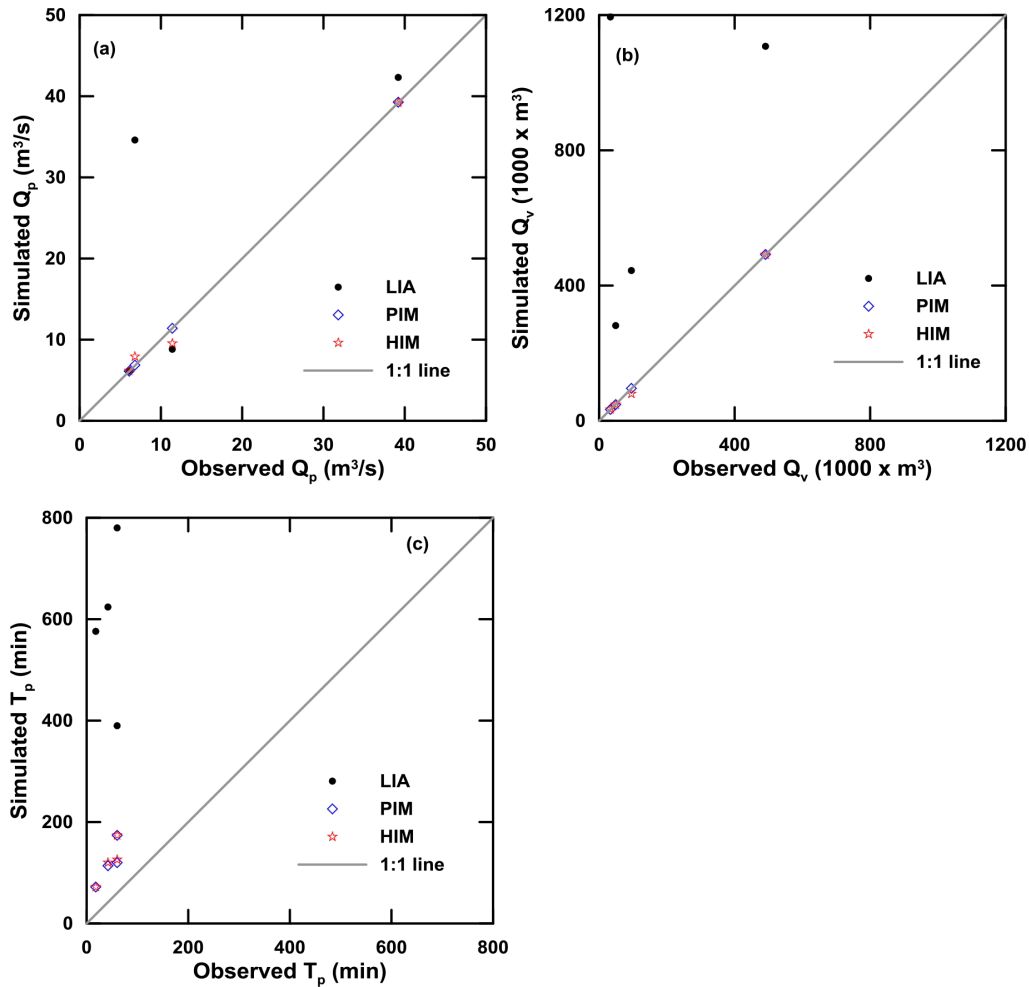 (a)
Simulated Qp (m³/s)
50
40
30
20
10
0
LIA
PIM
HIM
1:1 line
0 10 20 30 40 50
Observed Qp (m³/s)
(b)
Simulated Qv (1000 x m³)
1200
800
400
0
LIA
PIM
HIM
1:1 line
0 400 800 1200
Observed Qv (1000 x m³)
(c)
Simulated Tp (min)
800
600
400
200
0
LIA
PIM
HIM
1:1 line
0 200 400 600 800
Observed Tp (min)